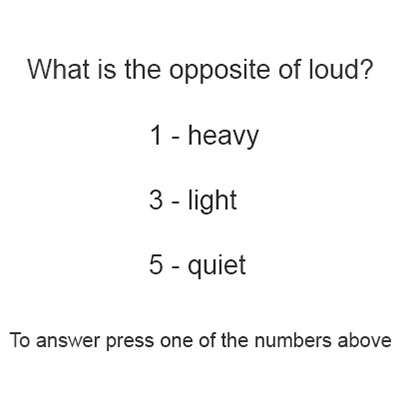 What is the opposite of loud?
1 - heavy
3 - light
5 - quiet
To answer press one of the numbers above